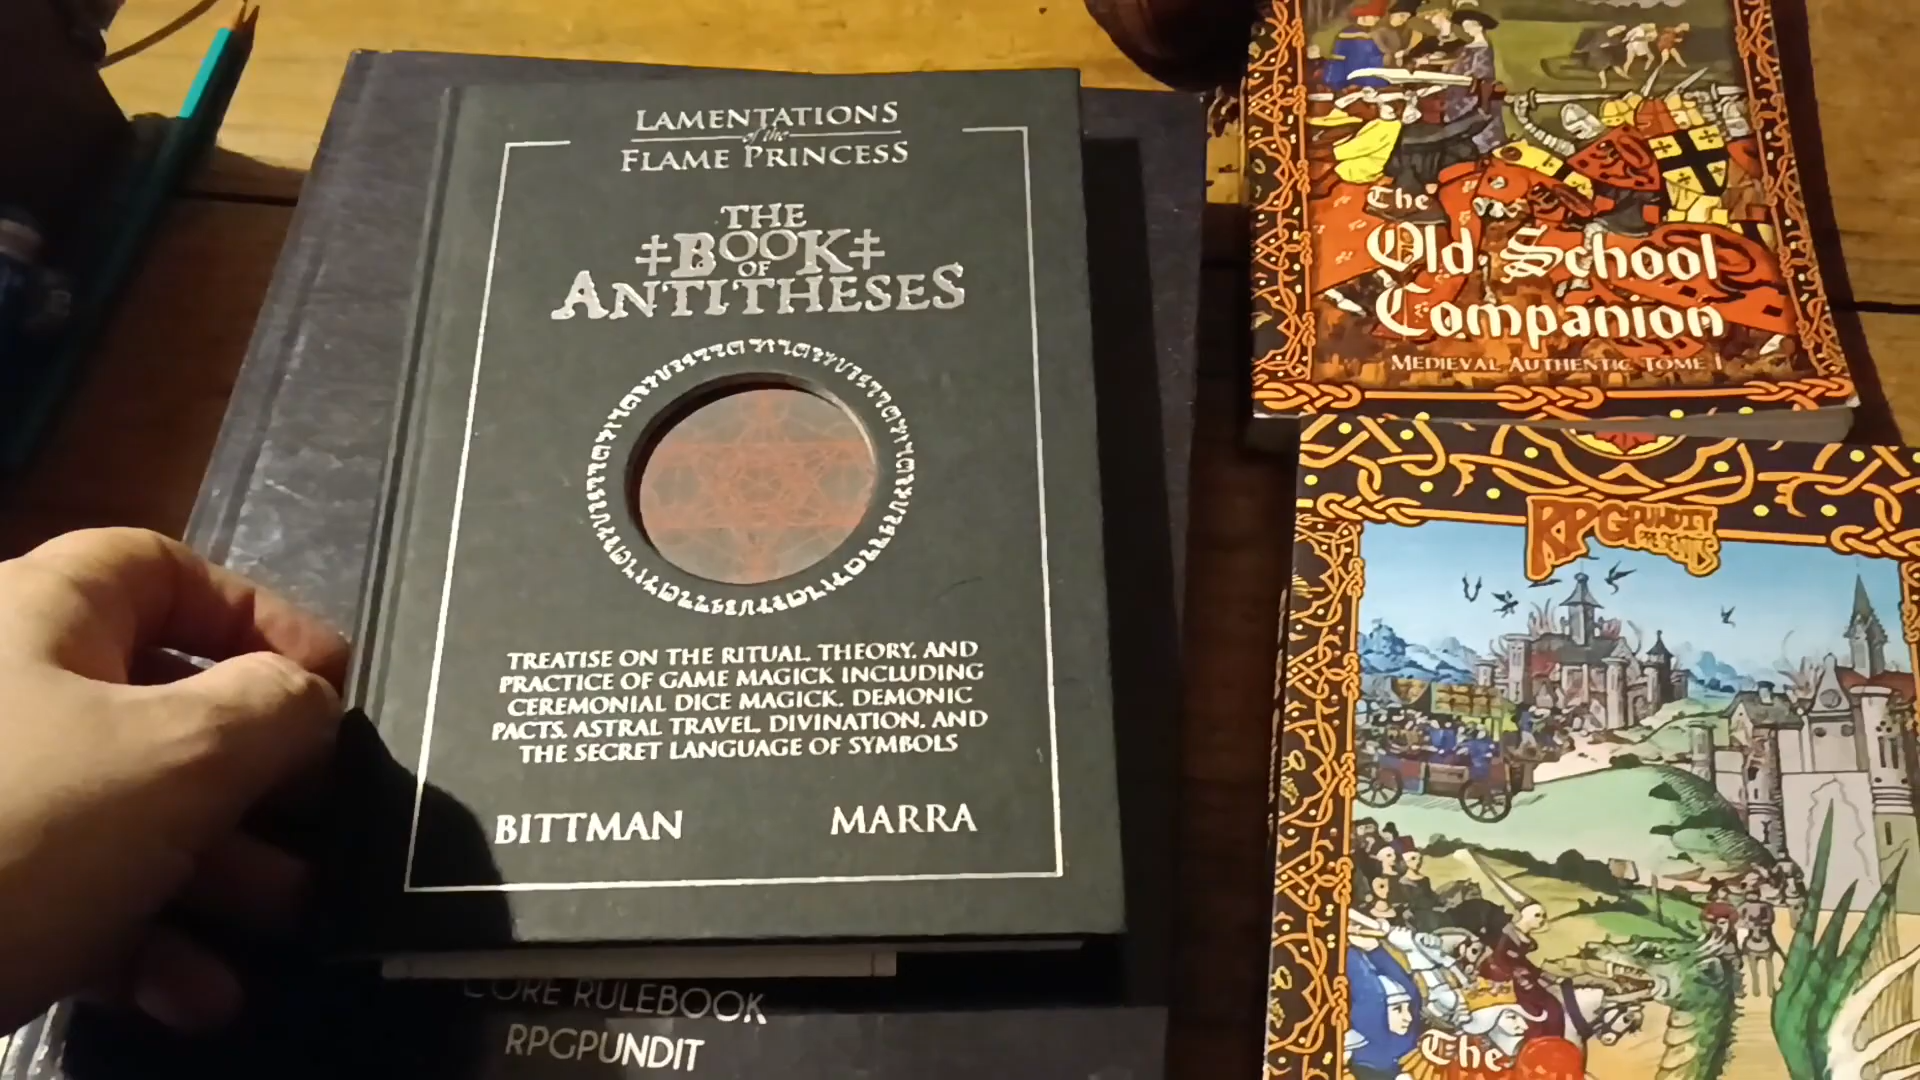 LAMENTATIONS
of the
FLAME PRINCESS
THE
‡BOOK‡
OF
ANTITHESES
TREATISE ON THE RITUAL, THEORY, AND
PRACTICE OF GAME MAGICK INCLUDING
CEREMONIAL DICE MAGICK, DEMONIC
PACTS, ASTRAL TRAVEL, DIVINATION, AND
THE SECRET LANGUAGE OF SYMBOLS
BITTMAN
MARRA
CORE RULEBOOK
RPGPUNDIT
The
Old School
Companion
MEDIEVAL AUTHENTIC TOME I
RPGPUNDIT
PRESENTS
The